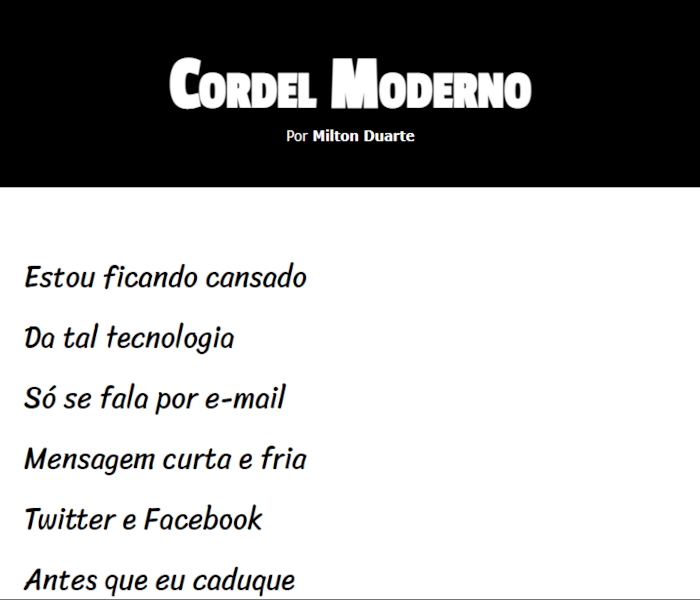 Cordel Moderno
Por Milton Duarte
Estou ficando cansado
Da tal tecnologia
Só se fala por e-mail
Mensagem curta e fria
Twitter e Facebook
Antes que eu caduque